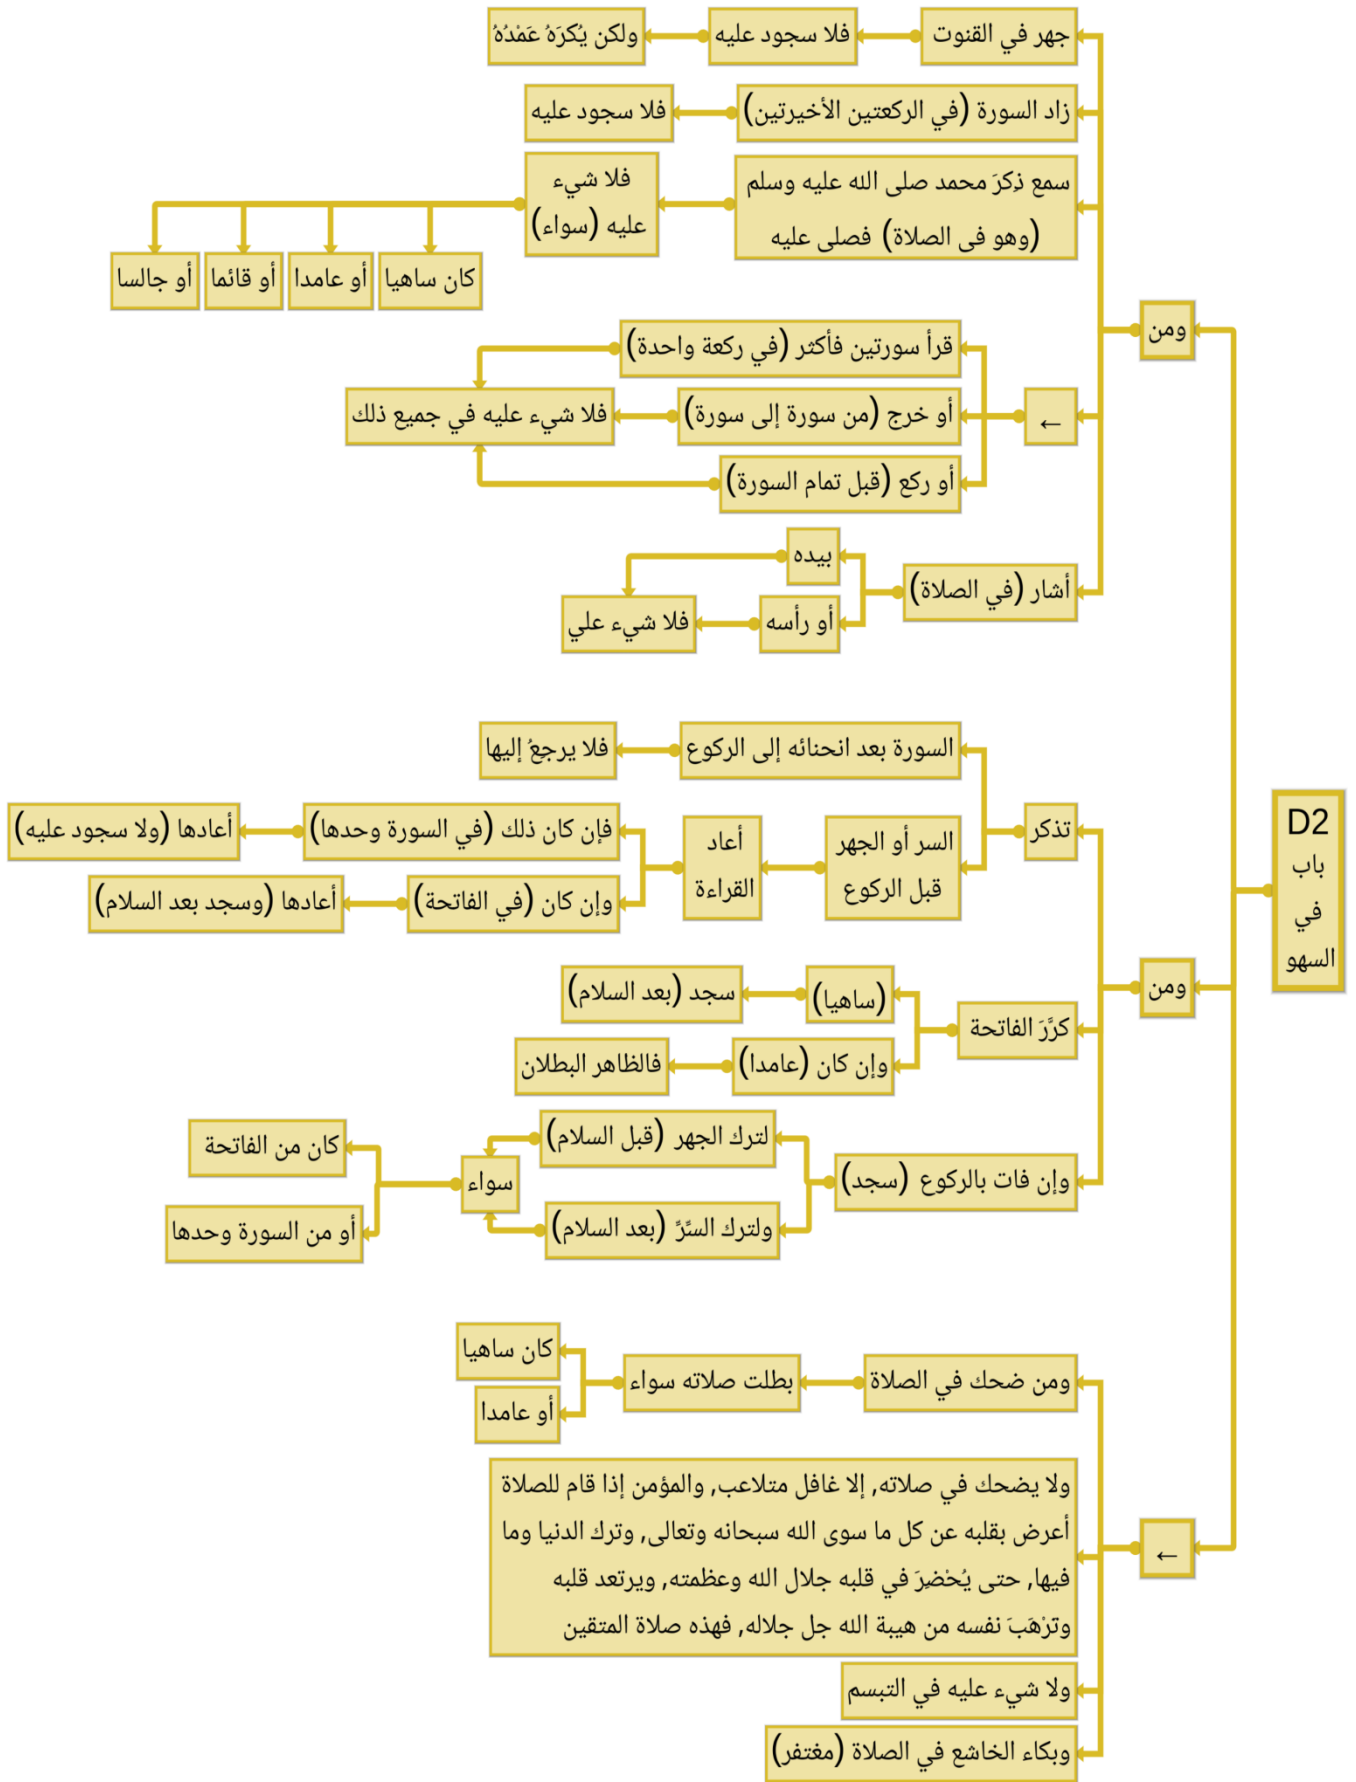 D2
باب
في
السهو
ومن
جهر في القنوت
فلا سجود عليه
ولكن يُكرَهُ عَمْدُهُ
زاد السورة (في الركعتين الأخيرتين)
فلا سجود عليه
سمع ذِكرَ محمد صلى الله عليه وسلم
(وهو فى الصلاة) فصلى عليه
فلا شيء
عليه (سواء)
كان ساهيا
أو عامدا
أو قائما
أو جالسا
←
قرأ سورتين فأكثر (في ركعة واحدة)
أو خرج (من سورة إلى سورة)
أو ركع (قبل تمام السورة)
فلا شيء عليه في جميع ذلك
أشار (في الصلاة)
بيده
أو رأسه
فلا شيء علي
ومن
تذكر
السورة بعد انحنائه إلى الركوع
فلا يرجعُ إليها
السر أو الجهر
قبل الركوع
أعاد
القراءة
فإن كان ذلك (في السورة وحدها)
أعادها (ولا سجود عليه)
وإن كان (في الفاتحة)
أعادها (وسجد بعد السلام)
كرَّرَ الفاتحة
(ساهيا)
سجد (بعد السلام)
وإن كان (عامدا)
فالظاهر البطلان
وإن فات بالركوع (سجد)
لترك الجهر (قبل السلام)
ولترك السَّرَّ (بعد السلام)
سواء
كان من الفاتحة
أو من السورة وحدها
←
ومن ضحك في الصلاة
بطلت صلاته سواء
كان ساهيا
أو عامدا
ولا يضحك في صلاته, إلا غافل متلاعب, والمؤمن إذا قام للصلاة
أعرض بقلبه عن كل ما سوى الله سبحانه وتعالى, وترك الدنيا وما
فيها, حتى يُحْضِرَ في قلبه جلال الله وعظمته, ويرتعد قلبه
وترْهَبَ نفسه من هيبة الله جل جلاله, فهذه صلاة المتقين
ولا شيء عليه في التبسم
وبكاء الخاشع في الصلاة (مغتفر)